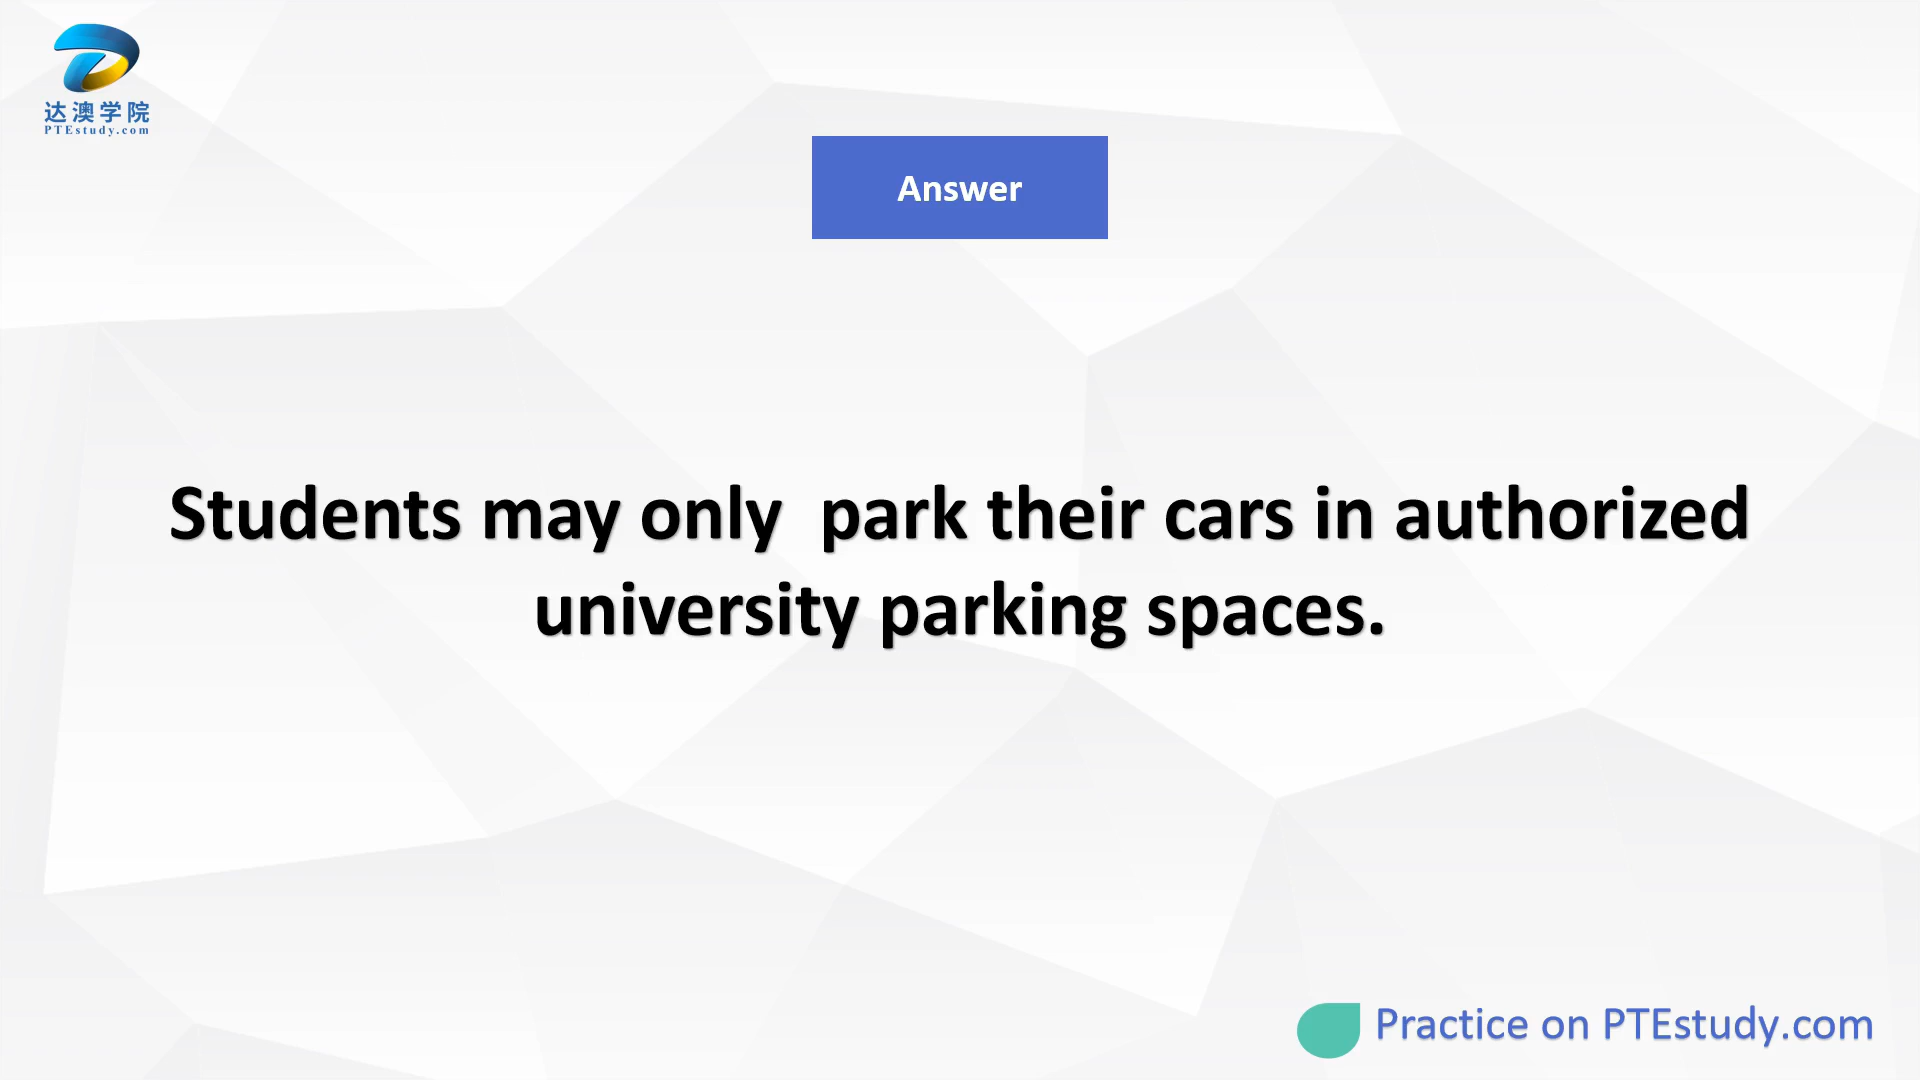 达澳学院
PTEstudy.com
Answer
Students may only  park their cars in authorized
university parking spaces.
Practice on PTEstudy.com